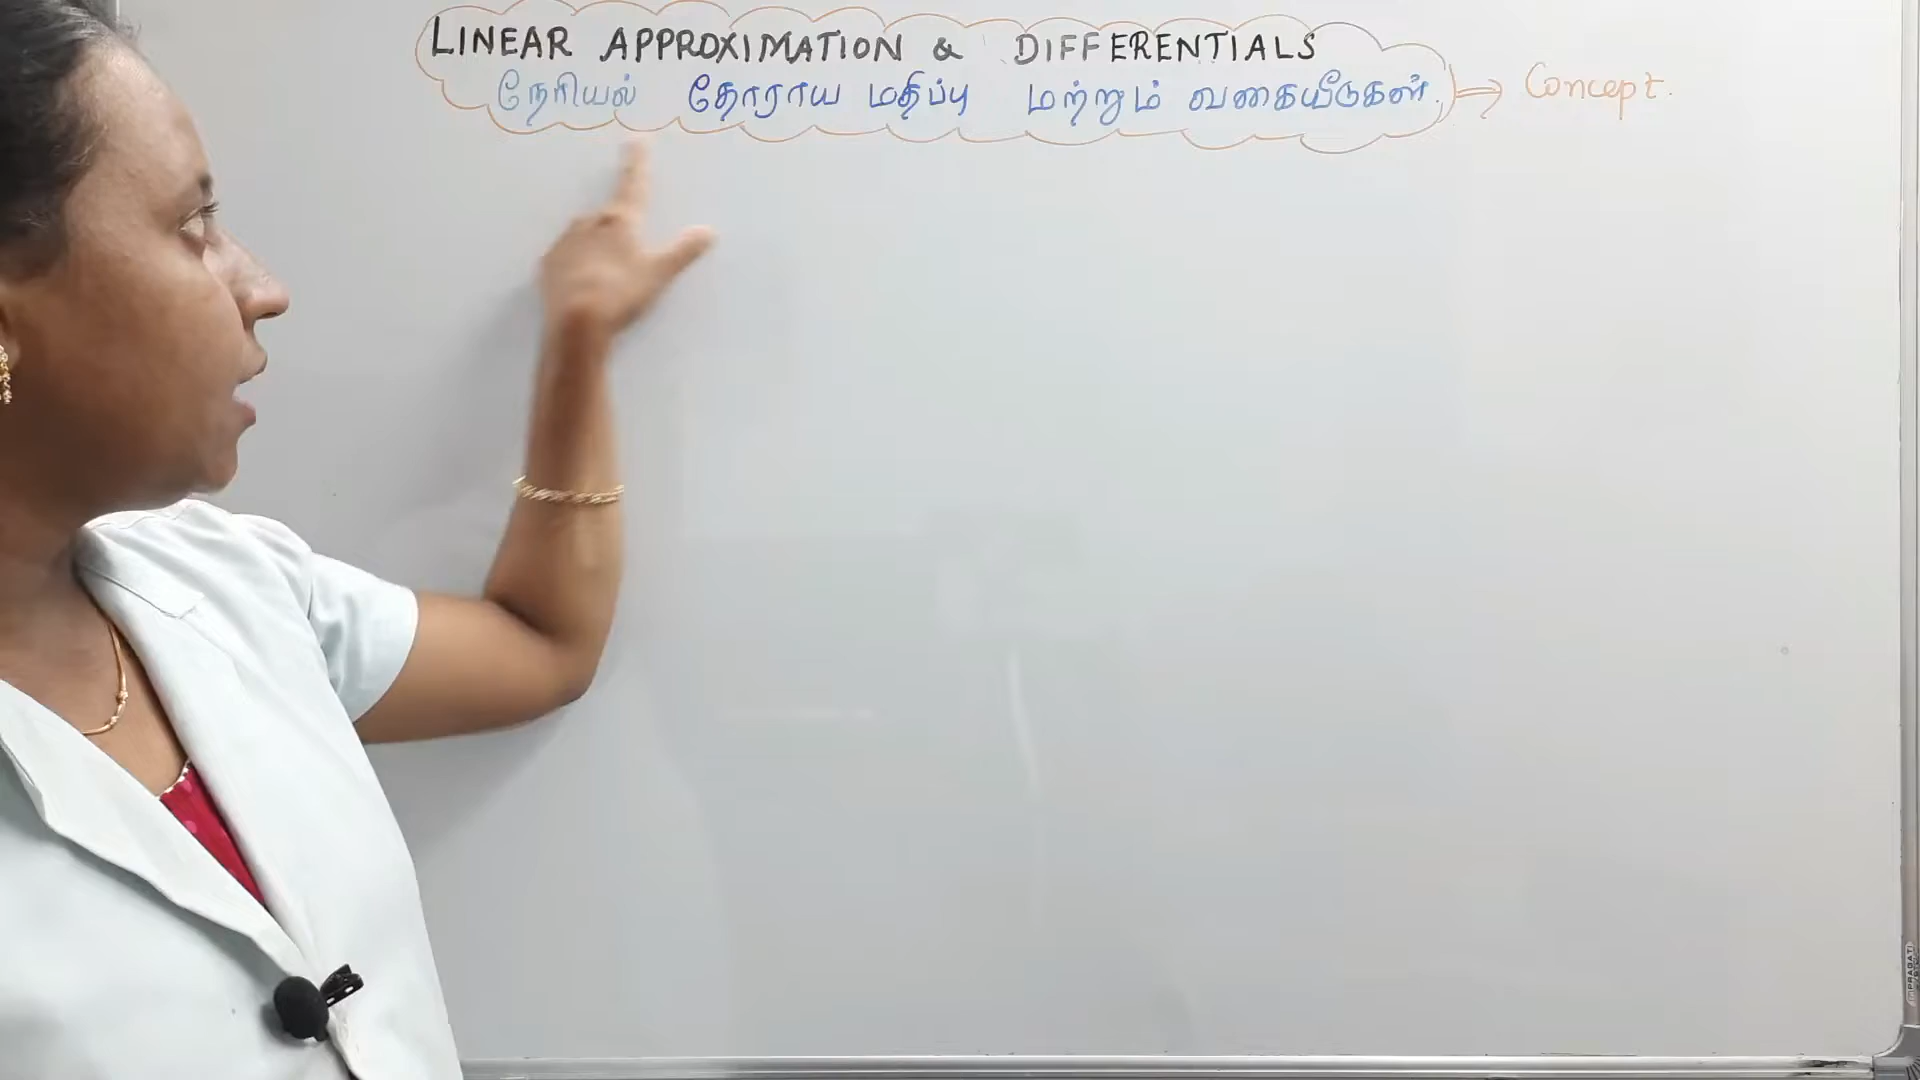 LINEAR APPROXIMATION & DIFFERENTIALS
நேரியல் தோராய மதிப்பு மற்றும் வகையீடுகள். → Concept.